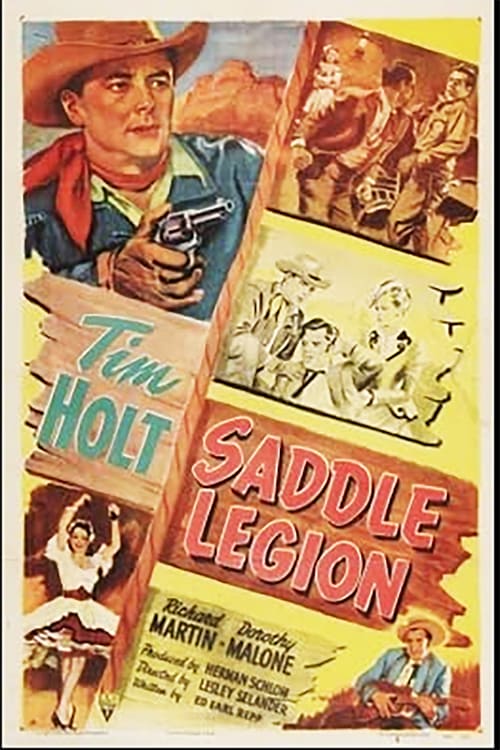 Tim
HOLT
SADDLE
LEGION
Richard Dorothy
MARTIN - MALONE
Produced by HERMAN SCHLOM
Directed by LESLEY SELANDER
Written by ED EARL REPP